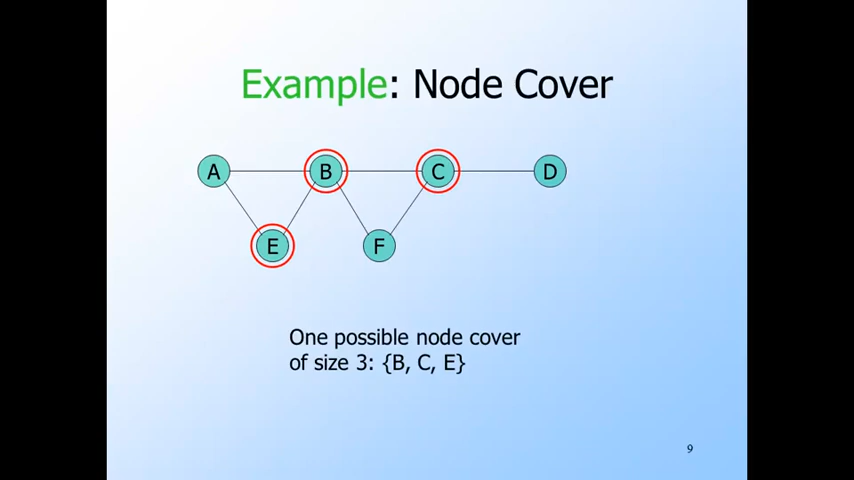 Example: Node Cover
A B C D
E F
One possible node cover
of size 3: {B, C, E}
9